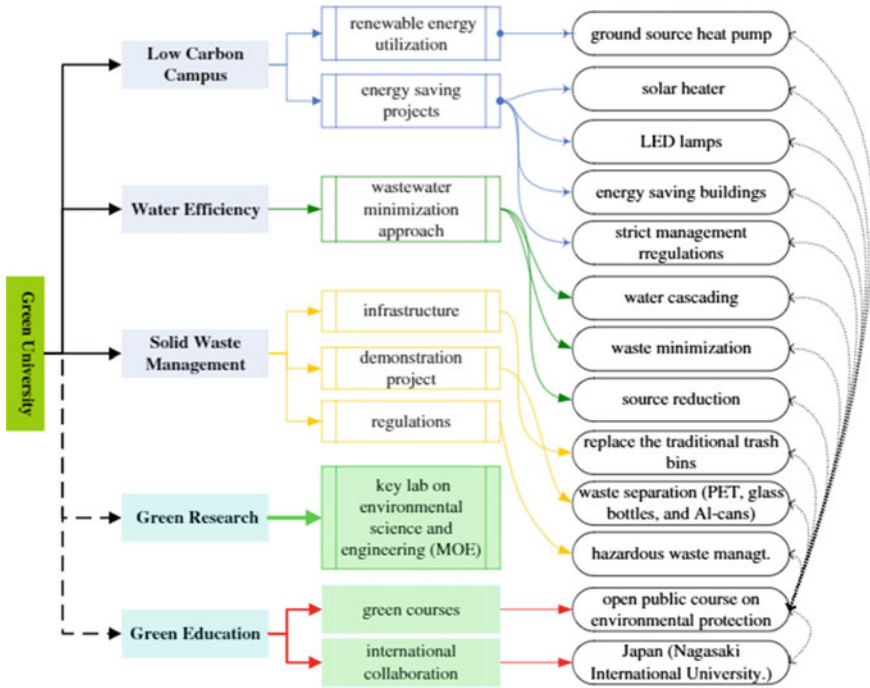 Green University
Low Carbon
Campus
Water Efficiency
Solid Waste
Management
Green Research
Green Education
renewable energy
utilization
energy saving
projects
wastewater
minimization
approach
infrastructure
demonstration
project
regulations
key lab on
environmental
science and
engineering (MOE)
green courses
international
collaboration
ground source heat pump
solar heater
LED lamps
energy saving buildings
strict management
rregulations
water cascading
waste minimization
source reduction
replace the traditional trash
bins
waste separation (PET, glass
bottles, and Al-cans)
hazardous waste managt.
open public course on
environmental protection
Japan (Nagasaki
International University.)